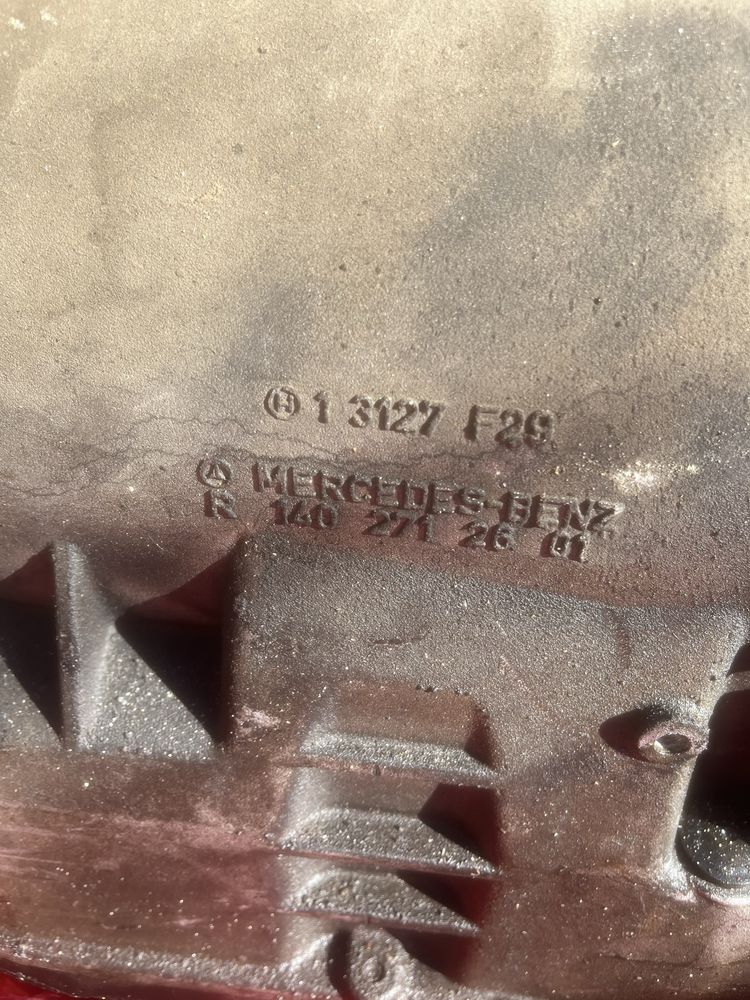 H 1 3127 F29
MERCEDES-BENZ
R 140 271 26 01